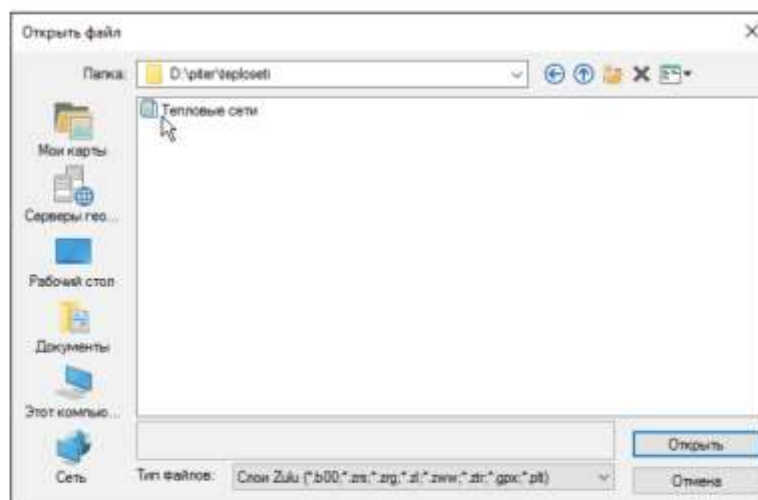 Открыть файл
Папка: D:\piter\teploseti
Тепловые сети
Мои карты
Серверы гео...
Рабочий стол
Документы
Этот компью...
Сеть
Открыть
Тип файлов: Слои Zulu (*.b00;*.zrs;*.zrg;*.zl;*.zww;*.ztr;*.gpx;*.plt)
Отмена